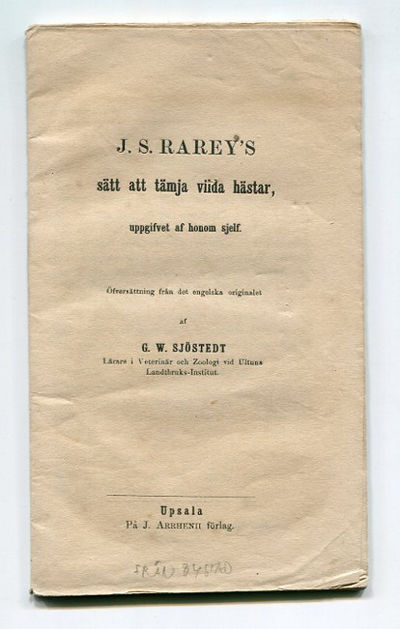 J. S. RAREY'S
sätt att tämja vilda hästar,
uppgifvet af honom sjelf.
Öfversättning från det engelska originalet
af
G. W. SJÖSTEDT
Lärare i Veterinär och Zoologi vid Ultuna
Landtbruks-Institut.
Upsala
På J. ARRHENII förlag.